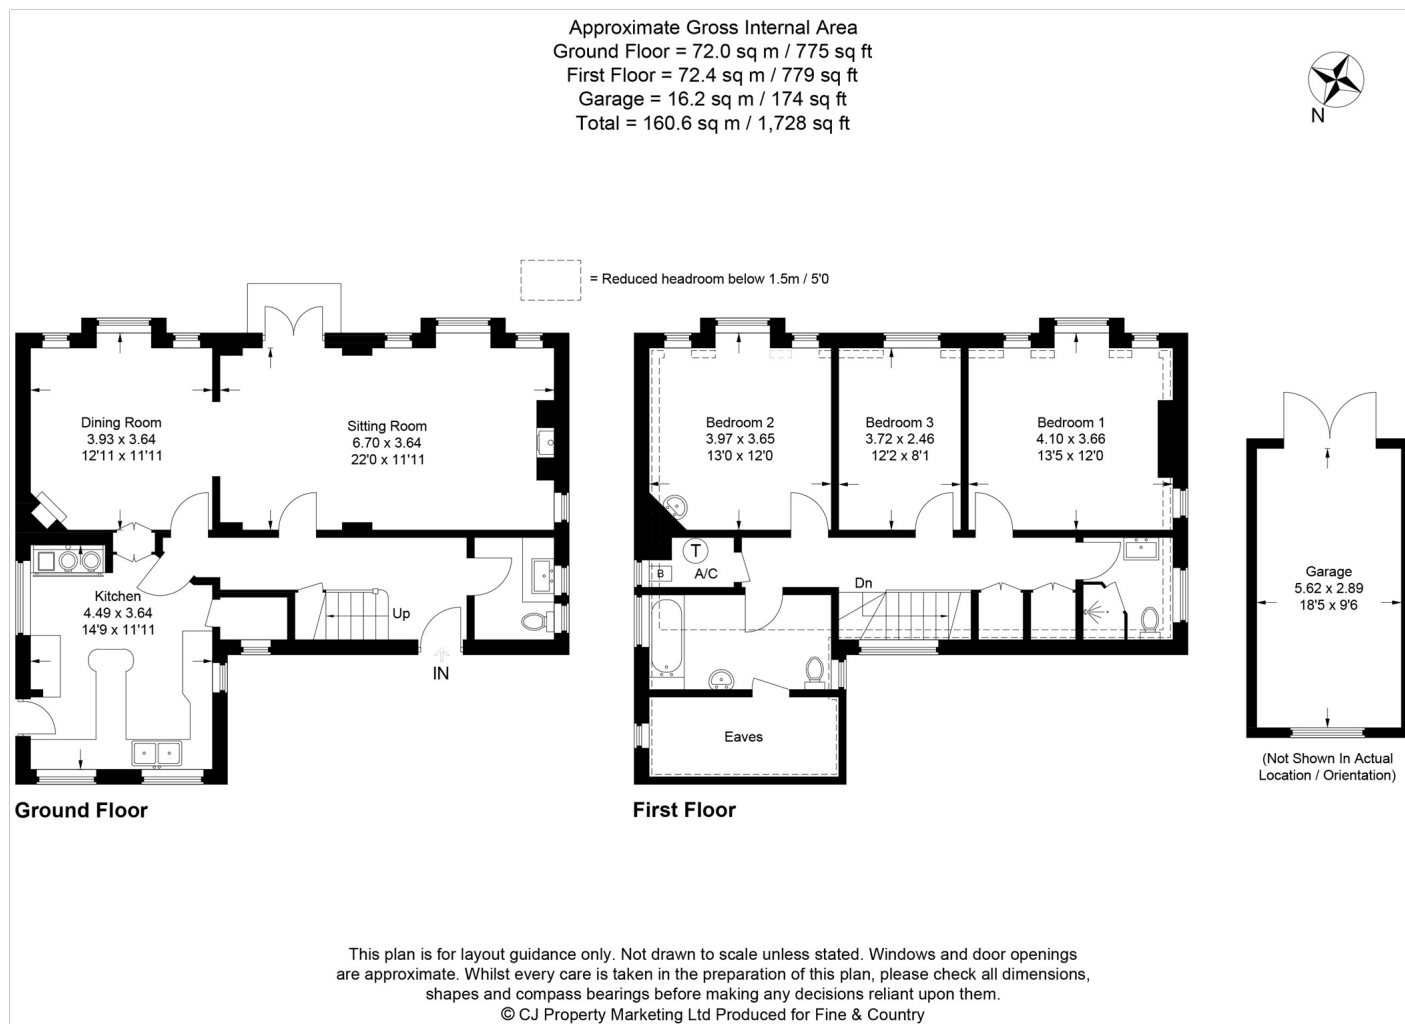 Approximate Gross Internal Area
Ground Floor = 72.0 sq m / 775 sq ft
First Floor = 72.4 sq m / 779 sq ft
Garage = 16.2 sq m / 174 sq ft
Total = 160.6 sq m / 1,728 sq ft
N
= Reduced headroom below 1.5m / 5'0
Dining Room
3.93 x 3.64
12'11 x 11'11
Sitting Room
6.70 x 3.64
22'0 x 11'11
Kitchen
4.49 x 3.64
14'9 x 11'11
Up
IN
Ground Floor
Bedroom 2
3.97 x 3.65
13'0 x 12'0
Bedroom 3
3.72 x 2.46
12'2 x 8'1
Bedroom 1
4.10 x 3.66
13'5 x 12'0
T
B
A/C
Dn
Eaves
First Floor
Garage
5.62 x 2.89
18'5 x 9'6
(Not Shown In Actual
Location / Orientation)
This plan is for layout guidance only. Not drawn to scale unless stated. Windows and door openings
are approximate. Whilst every care is taken in the preparation of this plan, please check all dimensions,
shapes and compass bearings before making any decisions reliant upon them.
© CJ Property Marketing Ltd Produced for Fine & Country